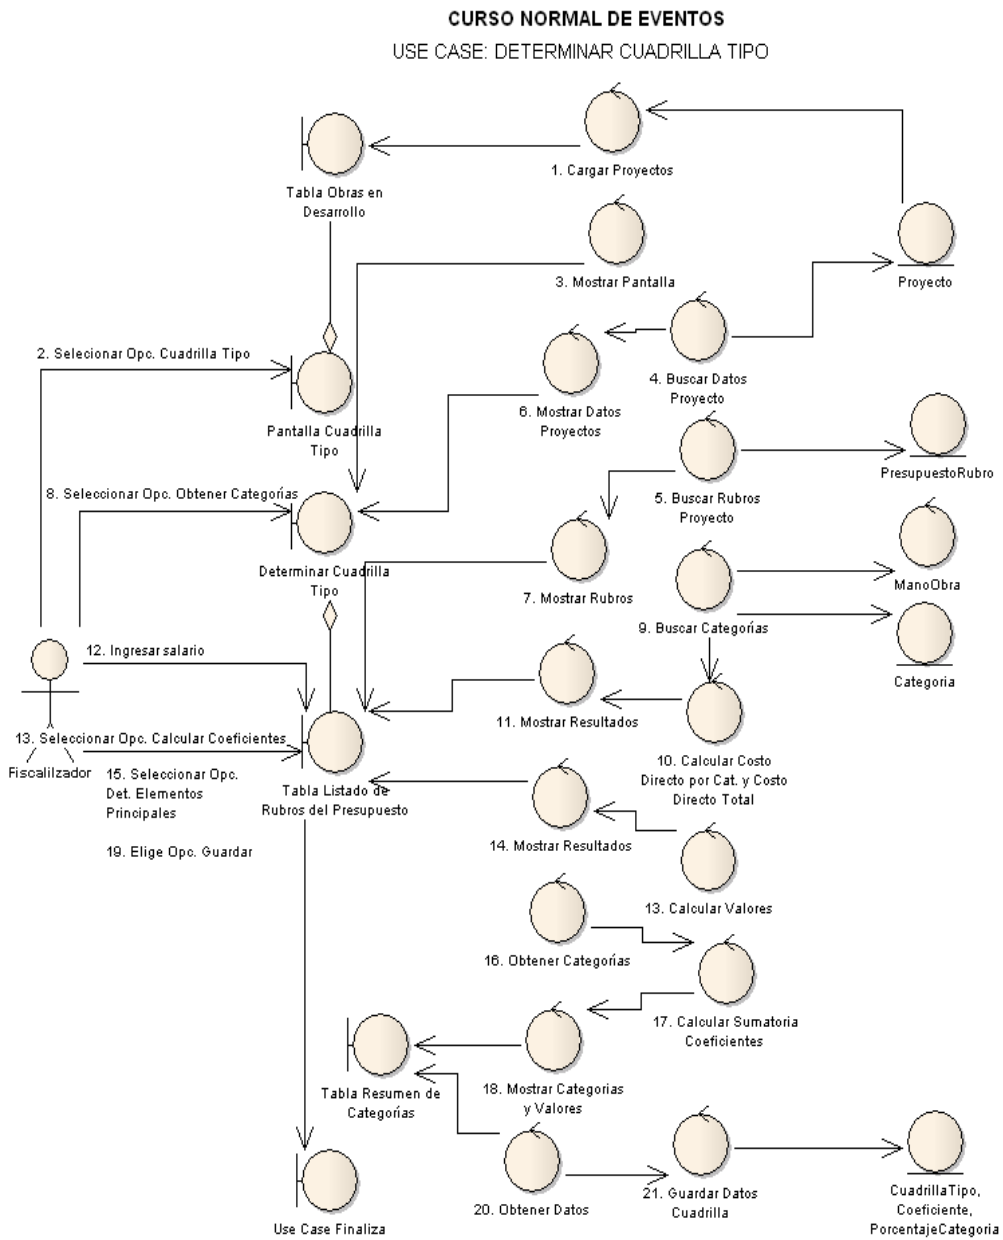 CURSO NORMAL DE EVENTOS
USE CASE: DETERMINAR CUADRILLA TIPO
1. Cargar Proyectos
Tabla Obras en
Desarrollo
3. Mostrar Pantalla
Proyecto
2. Selecionar Opc. Cuadrilla Tipo
4. Buscar Datos
Proyecto
6. Mostrar Datos
Proyectos
Pantalla Cuadrilla
Tipo
PresupuestoRubro
8. Seleccionar Opc. Obtener Categorías
5. Buscar Rubros
Proyecto
Determinar Cuadrilla
Tipo
ManoObra
7. Mostrar Rubros
9. Buscar Categorías
12. Ingresar salario
Categoria
11. Mostrar Resultados
13. Seleccionar Opc. Calcular Coeficientes
Fiscalilzador
10. Calcular Costo
Directo por Cat. y Costo
Directo Total
15. Seleccionar Opc.
Det. Elementos
Principales
Tabla Listado de
Rubros del Presupuesto
19. Elige Opc. Guardar
14. Mostrar Resultados
13. Calcular Valores
16. Obtener Categorías
17. Calcular Sumatoria
Coeficientes
Tabla Resumen de
Categorías
18. Mostrar Categorias
y Valores
20. Obtener Datos
21. Guardar Datos
Cuadrilla
CuadrillaTipo,
Coeficiente,
PorcentajeCategoria
Use Case Finaliza